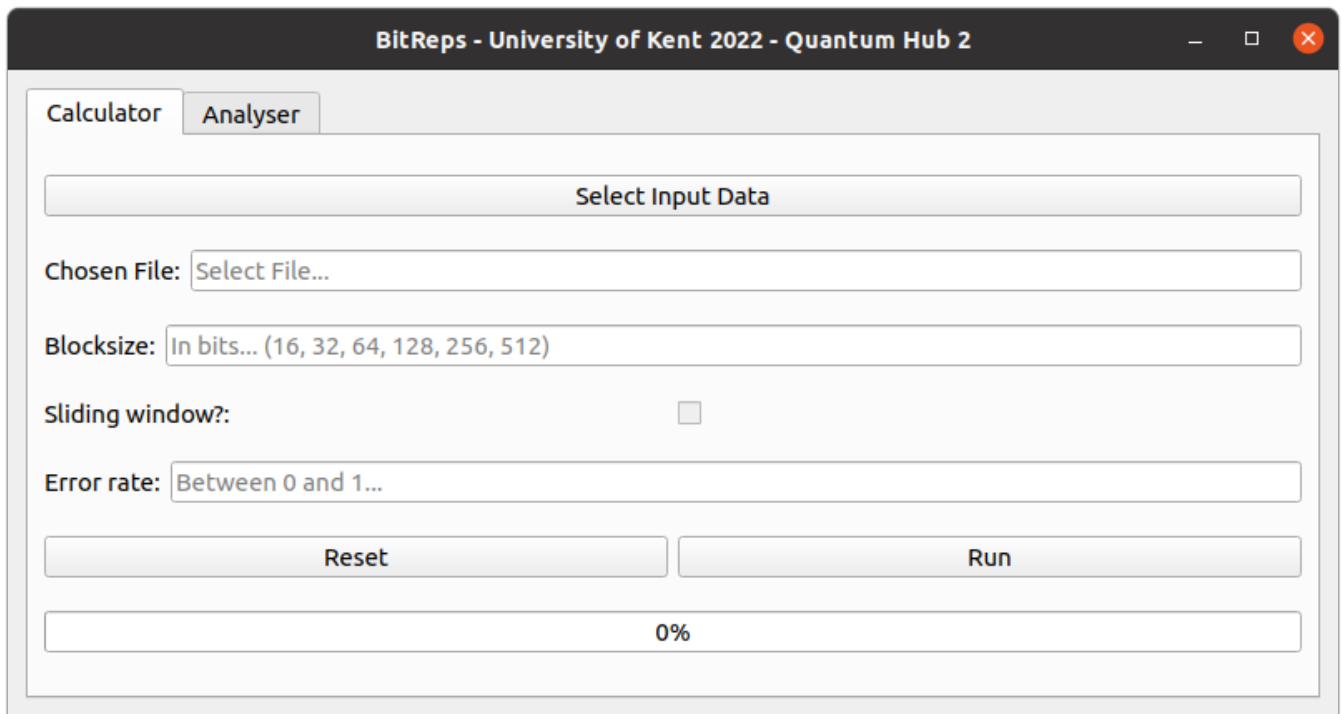 BitReps - University of Kent 2022 - Quantum Hub 2
Calculator Analyser
Select Input Data
Chosen File: Select File...
Blocksize: In bits... (16, 32, 64, 128, 256, 512)
Sliding window?:
Error rate: Between 0 and 1...
Reset Run
0%